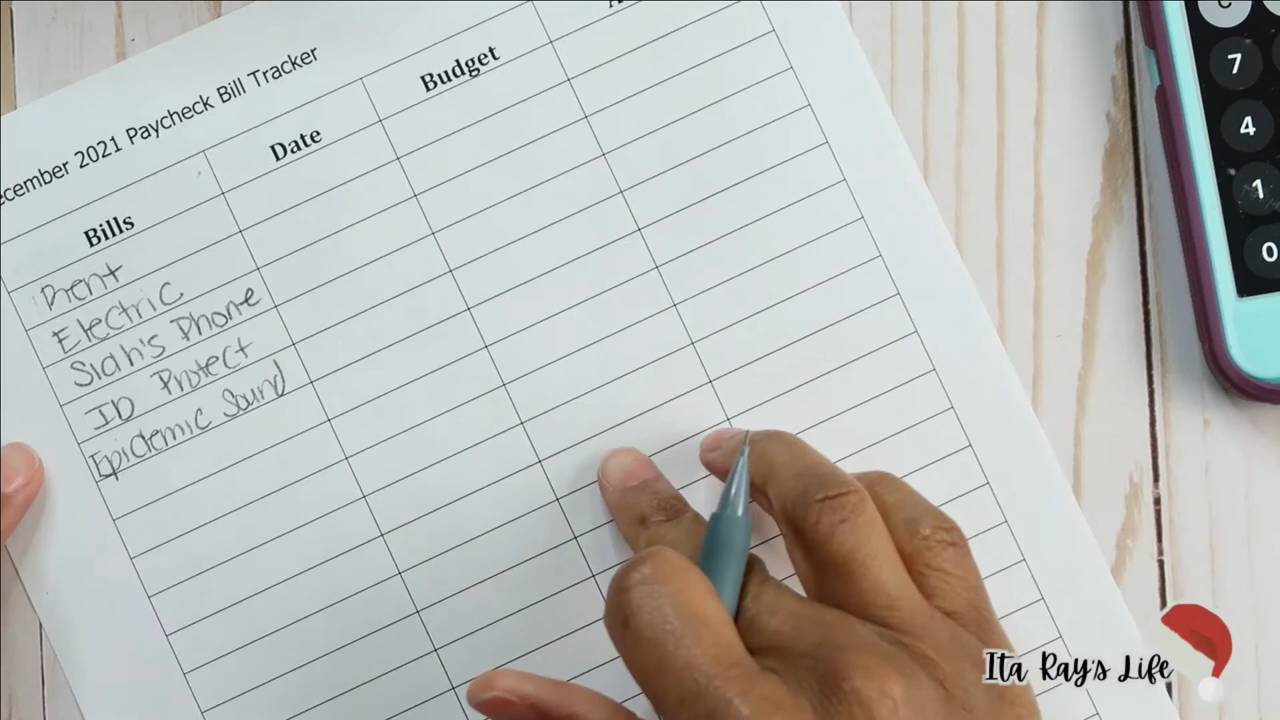 ecember 2021 Paycheck Bill Tracker
Bills Date Budget
Rent
Electric
Siah's Phone
ID Protect
Epidemic Sound
C
7
4
1
0
Ita Ray's Life